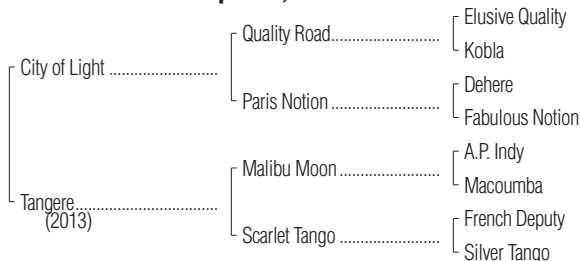 Elusive Quality
Quality Road
Kobla
City of Light
Dehere
Paris Notion
Fabulous Notion
A.P. Indy
Malibu Moon
Macoumba
Tangere
(2013)
French Deputy
Scarlet Tango
Silver Tango